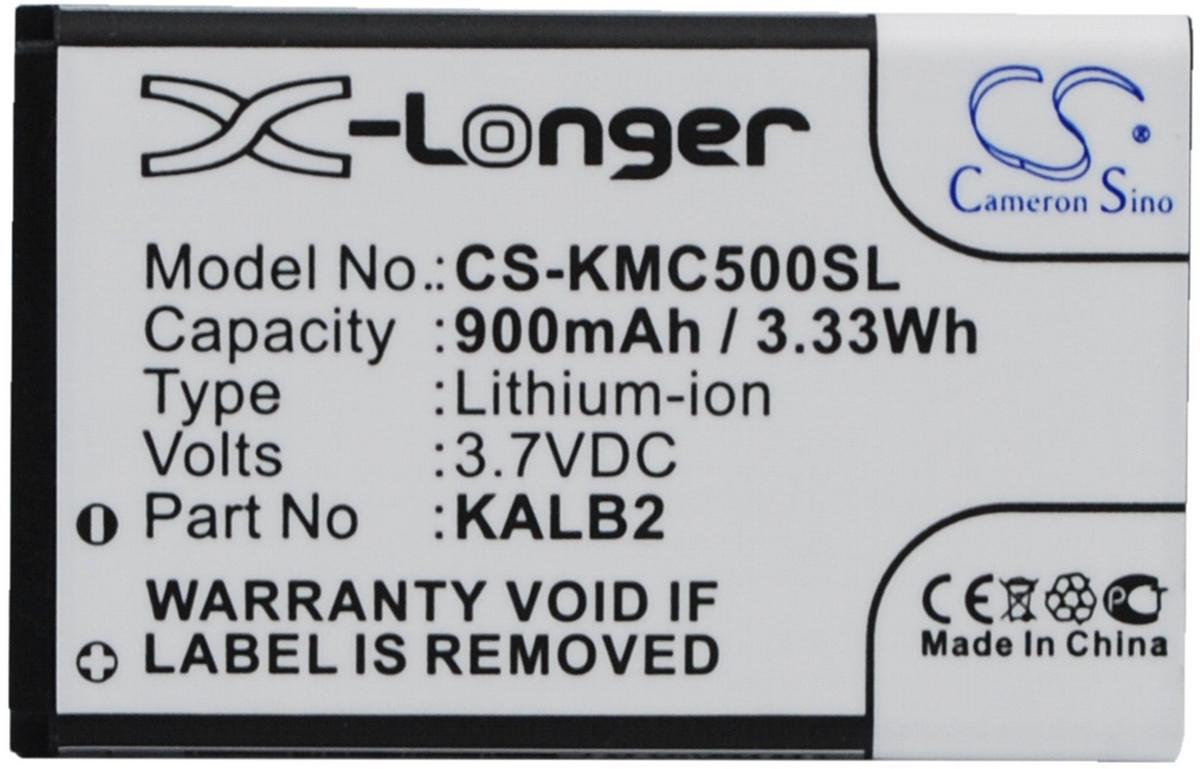 X-Longer
CS®
Cameron Sino
Model No.: CS-KMC500SL
Capacity : 900mAh / 3.33Wh
Type : Lithium-ion
Volts : 3.7VDC
Part No : KALB2
WARRANTY VOID IF
LABEL IS REMOVED
CE
Made In China